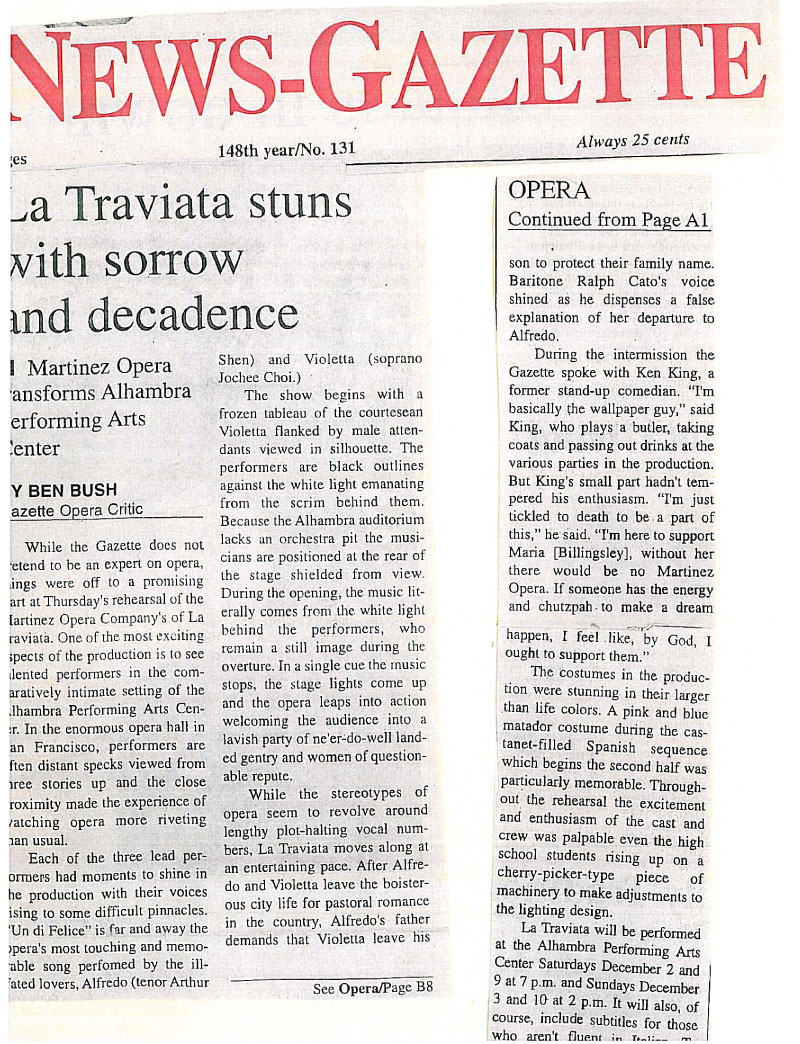 NEWS-GAZETTE
ges
148th year/No. 131
Always 25 cents
La Traviata stuns
with sorrow
and decadence
Martinez Opera
ansforms Alhambra
erforming Arts
enter
Y BEN BUSH
azette Opera Critic
While the Gazette does not
retend to be an expert on opera,
ings were off to a promising
art at Thursday's rehearsal of the
Martinez Opera Company's of La
raviata. One of the most exciting
spects of the production is to see
alented performers in the com-
aratively intimate setting of the
lhambra Performing Arts Cen-
er. In the enormous opera hall in
an Francisco, performers are
ften distant specks viewed from
hree stories up and the close
roximity made the experience of
vatching opera more riveting
han usual.
Each of the three lead per-
ormers had moments to shine in
he production with their voices
ising to some difficult pinnacles.
"Un di Felice" is far and away the
opera's most touching and memo-
rable song perfomed by the ill-
fated lovers, Alfredo (tenor Arthur
Shen) and Violetta (soprano
Jochee Choi.)
The show begins with a
frozen tableau of the courtesean
Violetta flanked by male atten-
dants viewed in silhouette. The
performers are black outlines
against the white light emanating
from the scrim behind them.
Because the Alhambra auditorium
lacks an orchestra pit the musi-
cians are positioned at the rear of
the stage shielded from view.
During the opening, the music lit-
erally comes from the white light
behind the performers, who
remain a still image during the
overture. In a single cue the music
stops, the stage lights come up
and the opera leaps into action
welcoming the audience into a
lavish party of ne'er-do-well land-
ed gentry and women of question-
able repute.
While the stereotypes of
opera seem to revolve around
lengthy plot-halting vocal num-
bers, La Traviata moves along at
an entertaining pace. After Alfre-
do and Violetta leave the boister-
ous city life for pastoral romance
in the country, Alfredo's father
demands that Violetta leave his
See Opera/Page B8
OPERA
Continued from Page A1
son to protect their family name.
Baritone Ralph Cato's voice
shined as he dispenses a false
explanation of her departure to
Alfredo.
During the intermission the
Gazette spoke with Ken King, a
former stand-up comedian. "I'm
basically the wallpaper guy," said
King, who plays a butler, taking
coats and passing out drinks at the
various parties in the production.
But King's small part hadn't tem-
pered his enthusiasm. "I'm just
tickled to death to be a part of
this," he said. "I'm here to support
Maria [Billingsley], without her
there would be no Martinez
Opera. If someone has the energy
and chutzpah to make a dream
happen, I feel like, by God, I
ought to support them."
The costumes in the produc-
tion were stunning in their larger
than life colors. A pink and blue
matador costume during the cas-
tanet-filled Spanish sequence
which begins the second half was
particularly memorable. Through-
out the rehearsal the excitement
and enthusiasm of the cast and
crew was palpable even the high
school students rising up on a
cherry-picker-type piece of
machinery to make adjustments to
the lighting design.
La Traviata will be performed
at the Alhambra Performing Arts
Center Saturdays December 2 and
9 at 7 p.m. and Sundays December
3 and 10 at 2 p.m. It will also, of
course, include subtitles for those
who aren't fluent in Italian.